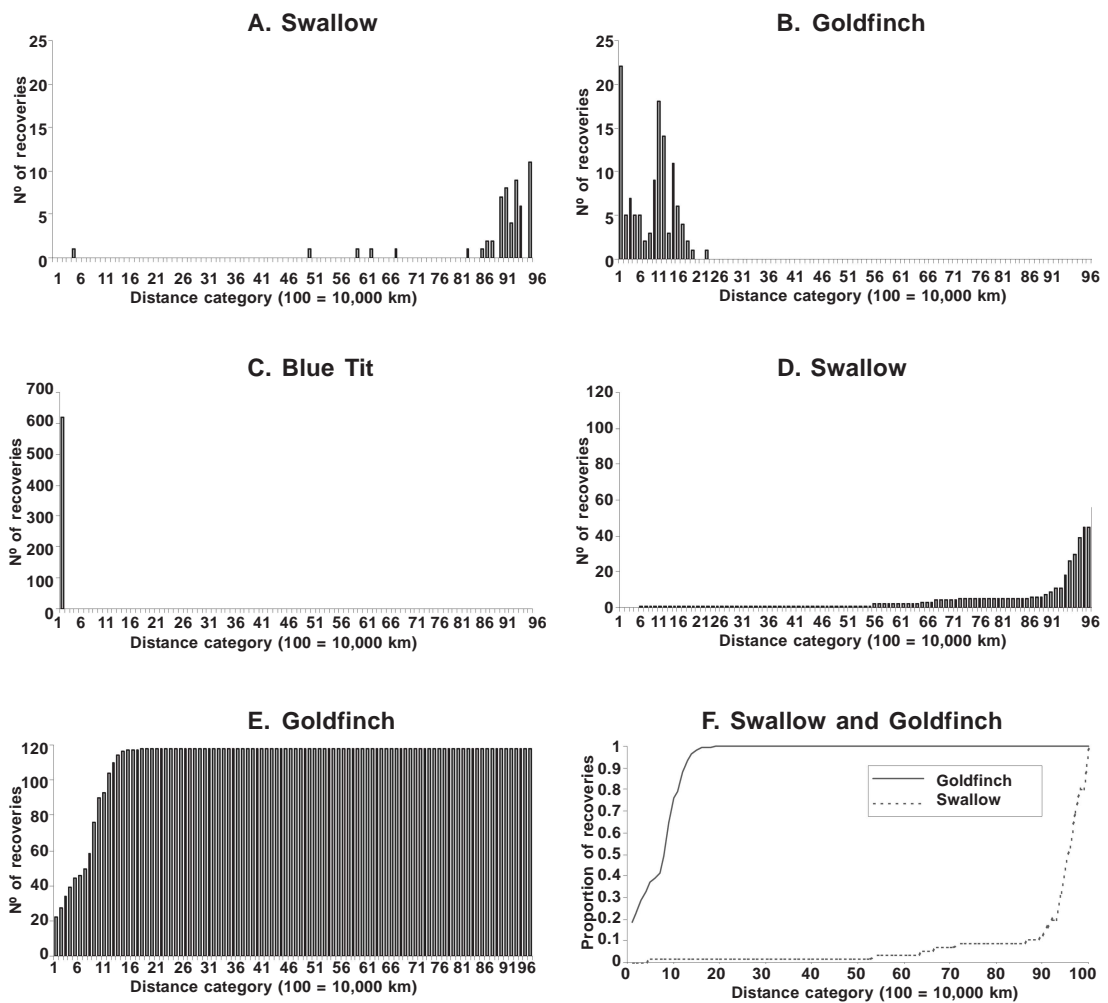 A. Swallow
25
20
15
10
5
0
Nº of recoveries
1 6 11 16 21 26 31 36 41 46 51 56 61 66 71 76 81 86 91 96
Distance category (100 = 10,000 km)
B. Goldfinch
25
20
15
10
5
0
Nº of recoveries
1 6 11 16 21 26 31 36 41 46 51 56 61 66 71 76 81 86 91 96
Distance category (100 = 10,000 km)
C. Blue Tit
700
600
500
400
300
200
100
0
Nº of recoveries
1 6 11 16 21 26 31 36 41 46 51 56 61 66 71 76 81 86 91 96
Distance category (100 = 10,000 km)
D. Swallow
120
100
80
60
40
20
0
Nº of recoveries
1 6 11 16 21 26 31 36 41 46 51 56 61 66 71 76 81 86 91 96
Distance category (100 = 10,000 km)
E. Goldfinch
120
100
80
60
40
20
0
Nº of recoveries
1 6 11 16 21 26 31 36 41 46 51 56 61 66 71 76 81 86 91 96
Distance category (100 = 10,000 km)
F. Swallow and Goldfinch
1
0.9
0.8
0.7
0.6
0.5
0.4
0.3
0.2
0.1
0
Proportion of recoveries
Goldfinch
Swallow
0 10 20 30 40 50 60 70 80 90 100
Distance category (100 = 10,000 km)